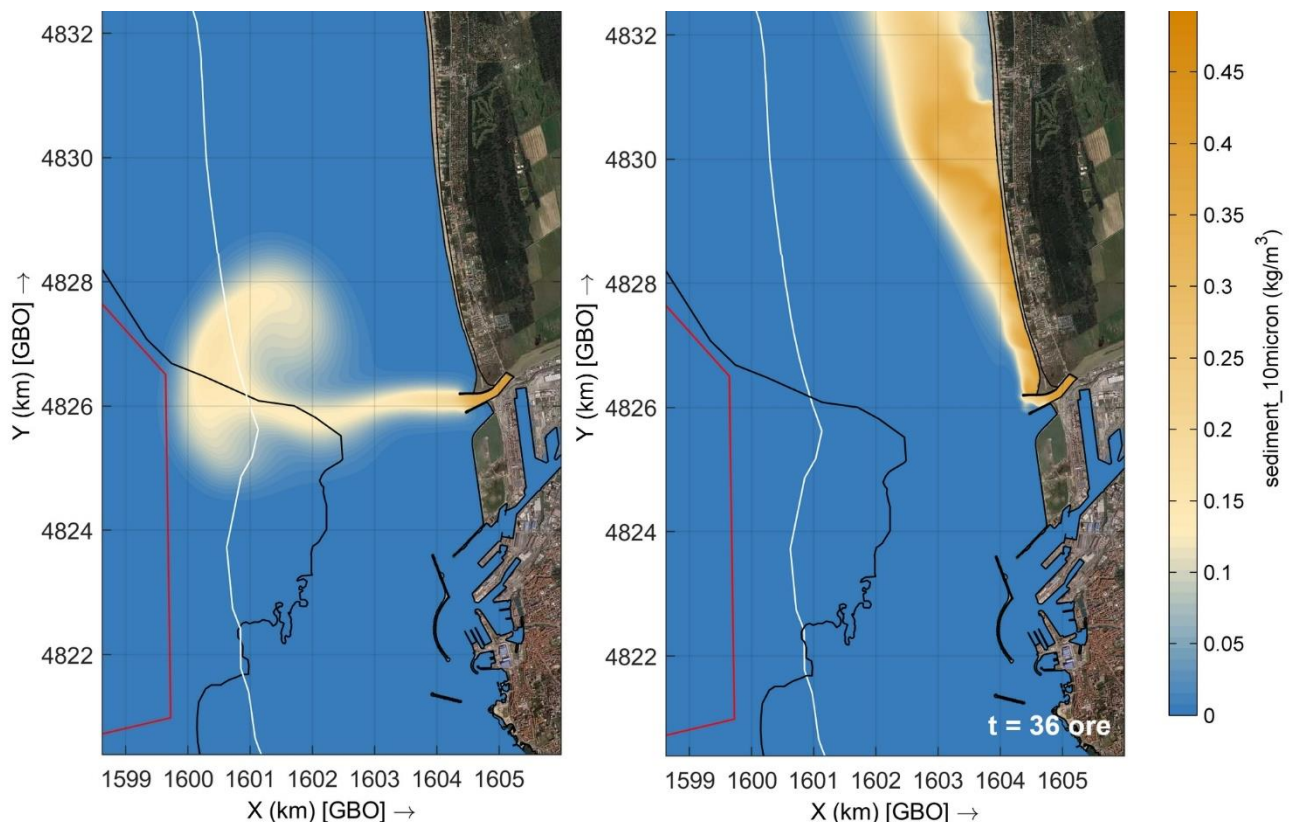 4832
4830
4828
4826
4824
4822
Y (km) [GBO] →
1599 1600 1601 1602 1603 1604 1605
X (km) [GBO] →
4832
4830
4828
4826
4824
4822
Y (km) [GBO] →
t = 36 ore
1599 1600 1601 1602 1603 1604 1605
X (km) [GBO] →
0.45
0.4
0.35
0.3
0.25
0.2
0.15
0.1
0.05
0
sediment_10micron (kg/m³)